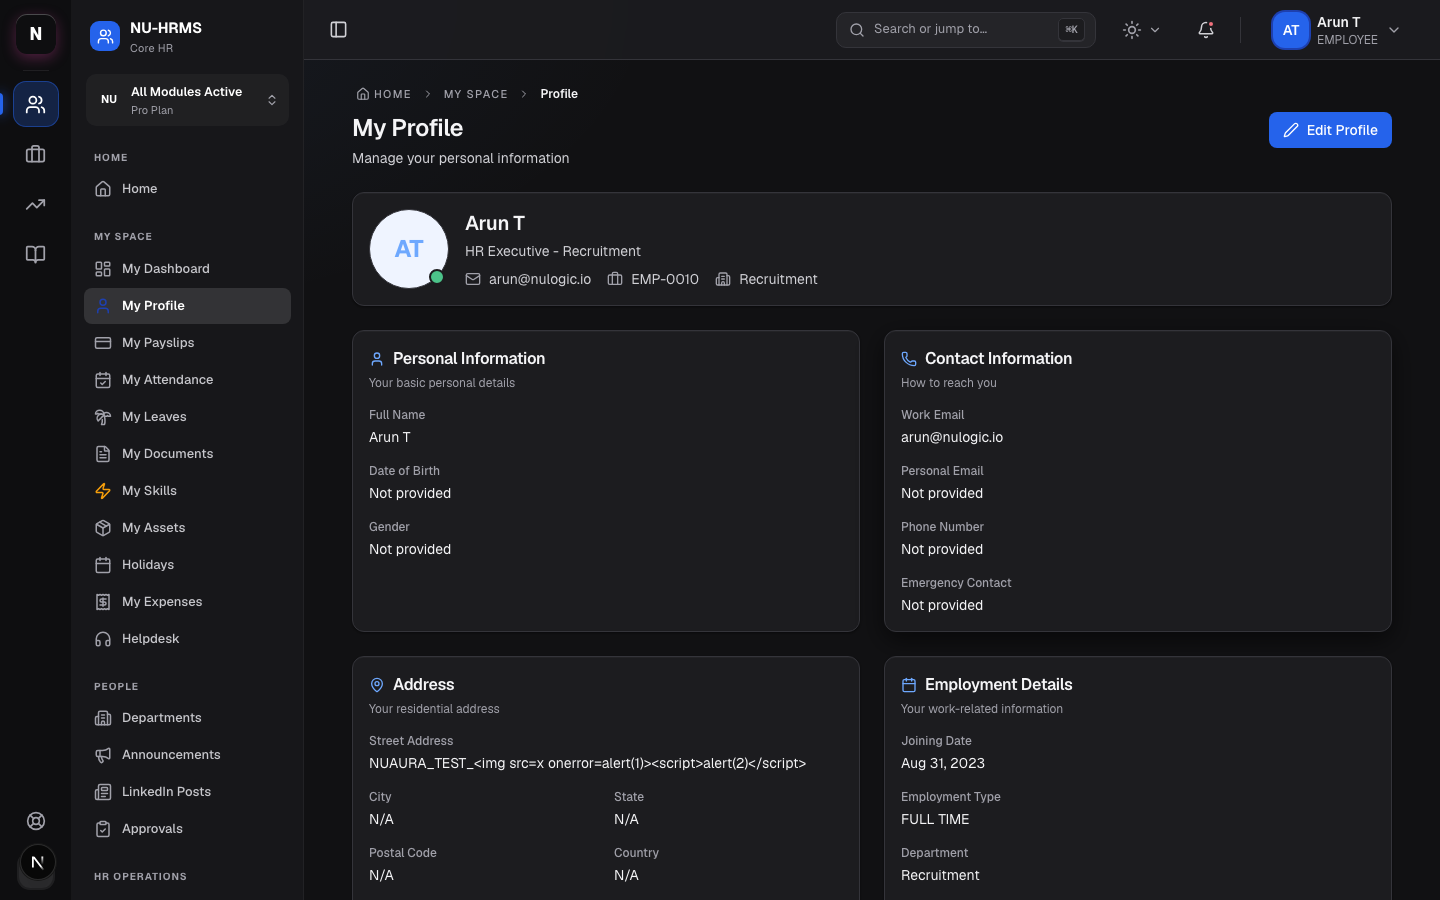 N
NU-HRMS
Core HR
NU
All Modules Active
Pro Plan
HOME
Home
MY SPACE
My Dashboard
My Profile
My Payslips
My Attendance
My Leaves
My Documents
My Skills
My Assets
Holidays
My Expenses
Helpdesk
PEOPLE
Departments
Announcements
LinkedIn Posts
Approvals
HR OPERATIONS
N
Search or jump to...
⌘K
AT
Arun T
EMPLOYEE
HOME > MY SPACE > Profile
My Profile
Manage your personal information
Edit Profile
AT
Arun T
HR Executive - Recruitment
arun@nulogic.io EMP-0010 Recruitment
Personal Information
Your basic personal details
Full Name
Arun T
Date of Birth
Not provided
Gender
Not provided
Contact Information
How to reach you
Work Email
arun@nulogic.io
Personal Email
Not provided
Phone Number
Not provided
Emergency Contact
Not provided
Address
Your residential address
Street Address
NUAURA_TEST_<img src=x onerror=alert(1)><script>alert(2)</script>
City State
N/A N/A
Postal Code Country
N/A N/A
Employment Details
Your work-related information
Joining Date
Aug 31, 2023
Employment Type
FULL TIME
Department
Recruitment